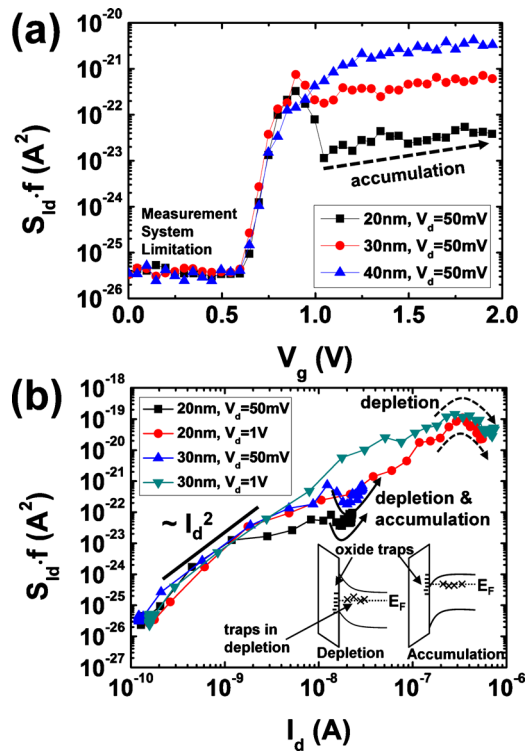 (a)
10⁻²⁰
10⁻²¹
10⁻²²
10⁻²³
10⁻²⁴
10⁻²⁵
10⁻²⁶
S_Id·f (A²)
Measurement
System
Limitation
accumulation
20nm, V_d=50mV
30nm, V_d=50mV
40nm, V_d=50mV
0.0 0.5 1.0 1.5 2.0
V_g (V)
(b)
10⁻¹⁸
10⁻¹⁹
10⁻²⁰
10⁻²¹
10⁻²²
10⁻²³
10⁻²⁴
10⁻²⁵
10⁻²⁶
10⁻²⁷
S_Id·f (A²)
20nm, V_d=50mV
20nm, V_d=1V
30nm, V_d=50mV
30nm, V_d=1V
depletion
~ I_d²
depletion &
accumulation
oxide traps
E_F
E_F
traps in
depletion
Depletion
Accumulation
10⁻¹⁰ 10⁻⁹ 10⁻⁸ 10⁻⁷ 10⁻⁶
I_d (A)